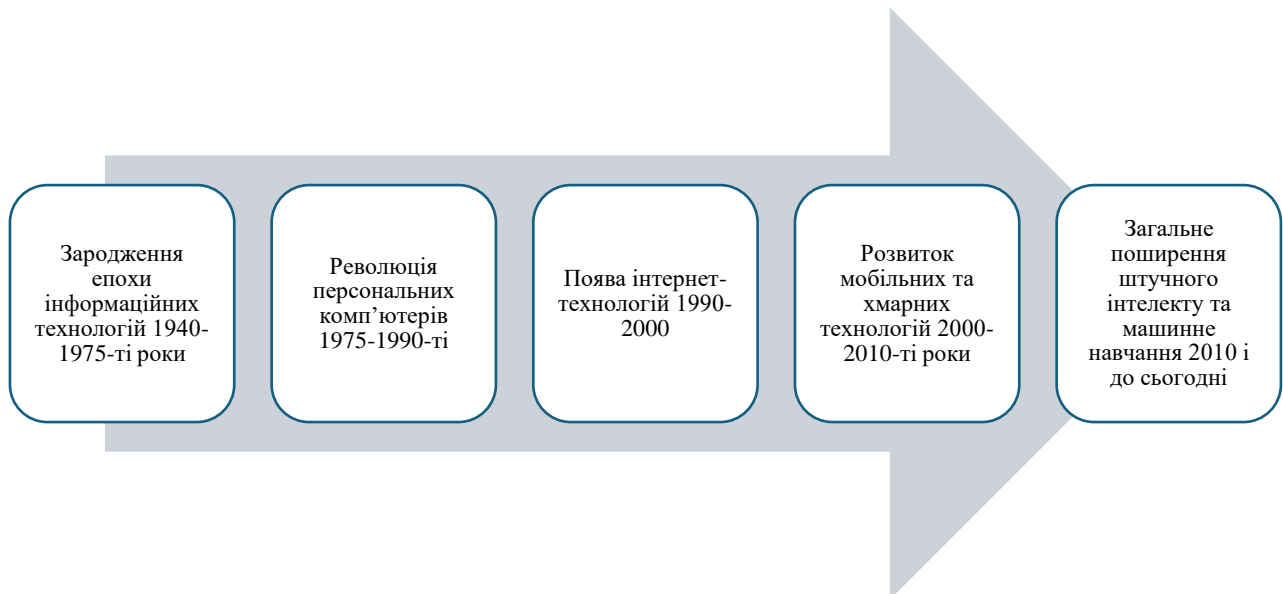 Зародження
епохи
інформаційних
технологій 1940-
1975-ті роки
Революція
персональних
комп’ютерів
1975-1990-ті
Поява інтернет-
технологій 1990-
2000
Розвиток
мобільних та
хмарних
технологій 2000-
2010-ті роки
Загальне
поширення
штучного
інтелекту та
машинне
навчання 2010 і
до сьогодні